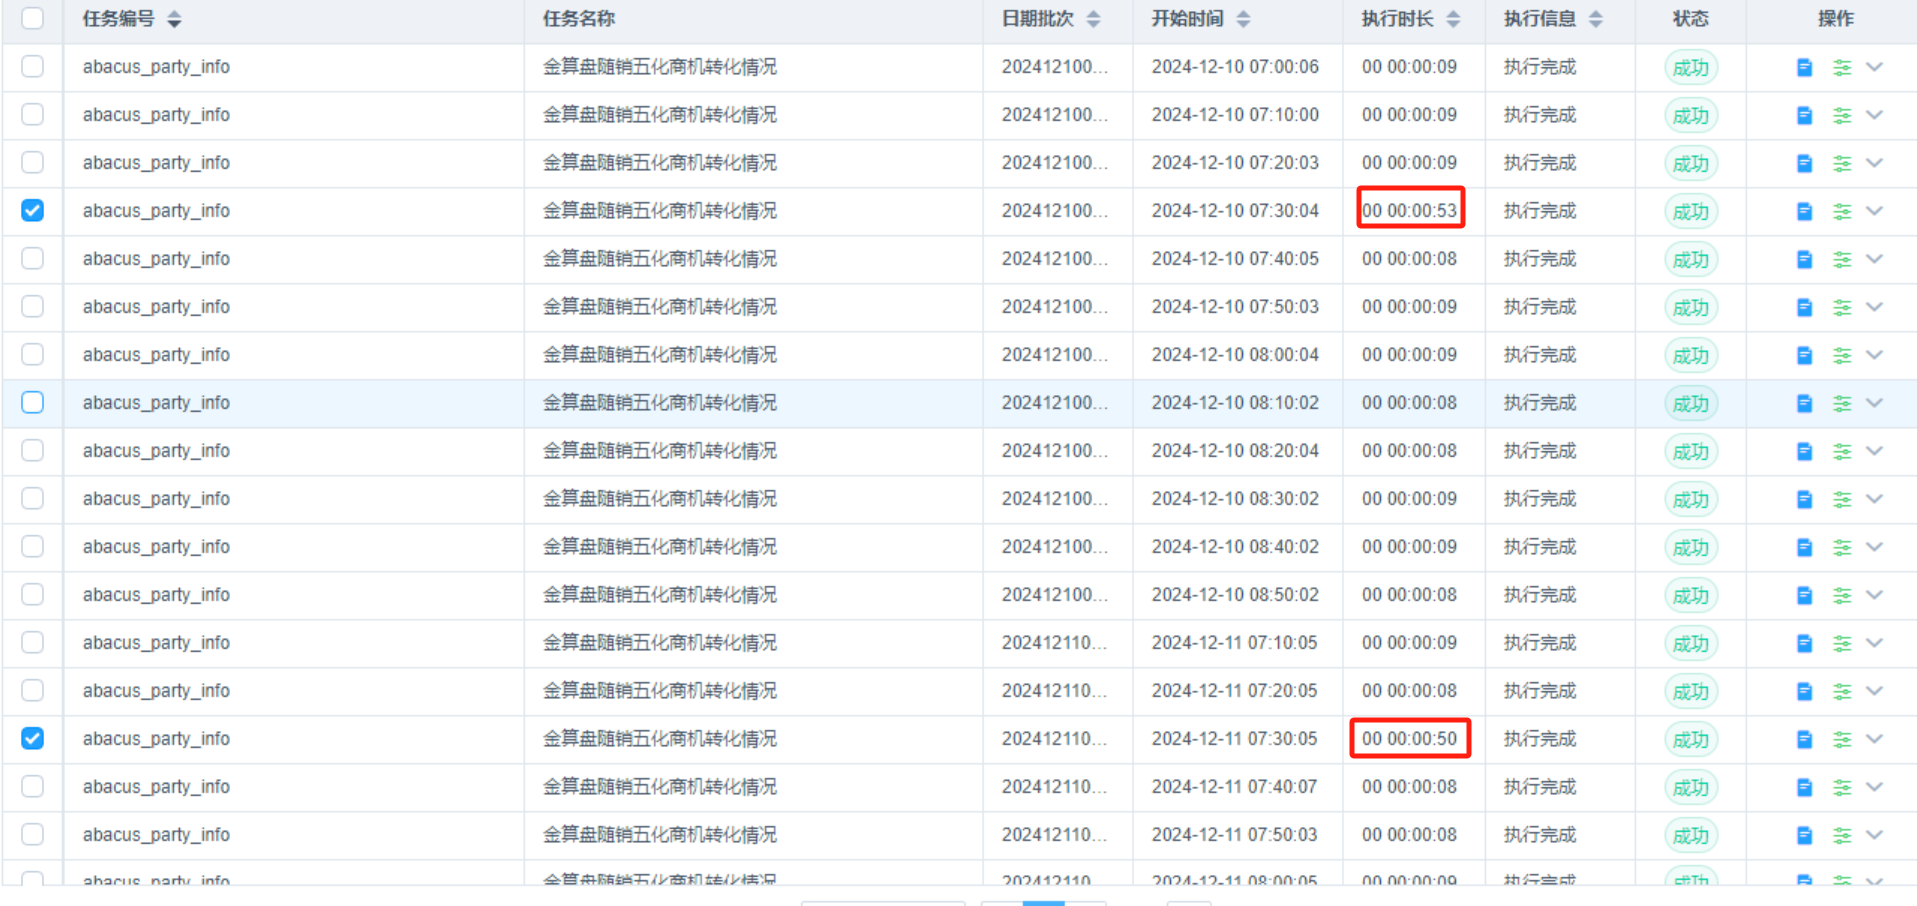 任务编号 任务名称 日期批次 开始时间 执行时长 执行信息 状态 操作
abacus_party_info 金算盘随销五化商机转化情况 202412100... 2024-12-10 07:00:06 00 00:00:09 执行完成 成功
abacus_party_info 金算盘随销五化商机转化情况 202412100... 2024-12-10 07:10:00 00 00:00:09 执行完成 成功
abacus_party_info 金算盘随销五化商机转化情况 202412100... 2024-12-10 07:20:03 00 00:00:09 执行完成 成功
abacus_party_info 金算盘随销五化商机转化情况 202412100... 2024-12-10 07:30:04 00 00:00:53 执行完成 成功
abacus_party_info 金算盘随销五化商机转化情况 202412100... 2024-12-10 07:40:05 00 00:00:08 执行完成 成功
abacus_party_info 金算盘随销五化商机转化情况 202412100... 2024-12-10 07:50:03 00 00:00:09 执行完成 成功
abacus_party_info 金算盘随销五化商机转化情况 202412100... 2024-12-10 08:00:04 00 00:00:09 执行完成 成功
abacus_party_info 金算盘随销五化商机转化情况 202412100... 2024-12-10 08:10:02 00 00:00:08 执行完成 成功
abacus_party_info 金算盘随销五化商机转化情况 202412100... 2024-12-10 08:20:04 00 00:00:08 执行完成 成功
abacus_party_info 金算盘随销五化商机转化情况 202412100... 2024-12-10 08:30:02 00 00:00:09 执行完成 成功
abacus_party_info 金算盘随销五化商机转化情况 202412100... 2024-12-10 08:40:02 00 00:00:09 执行完成 成功
abacus_party_info 金算盘随销五化商机转化情况 202412100... 2024-12-10 08:50:02 00 00:00:08 执行完成 成功
abacus_party_info 金算盘随销五化商机转化情况 202412110... 2024-12-11 07:10:05 00 00:00:09 执行完成 成功
abacus_party_info 金算盘随销五化商机转化情况 202412110... 2024-12-11 07:20:05 00 00:00:08 执行完成 成功
abacus_party_info 金算盘随销五化商机转化情况 202412110... 2024-12-11 07:30:05 00 00:00:50 执行完成 成功
abacus_party_info 金算盘随销五化商机转化情况 202412110... 2024-12-11 07:40:07 00 00:00:08 执行完成 成功
abacus_party_info 金算盘随销五化商机转化情况 202412110... 2024-12-11 07:50:03 00 00:00:08 执行完成 成功
abacus_party_info 金算盘随销五化商机转化情况 202412110... 2024-12-11 08:00:05 00 00:00:09 执行完成 成功